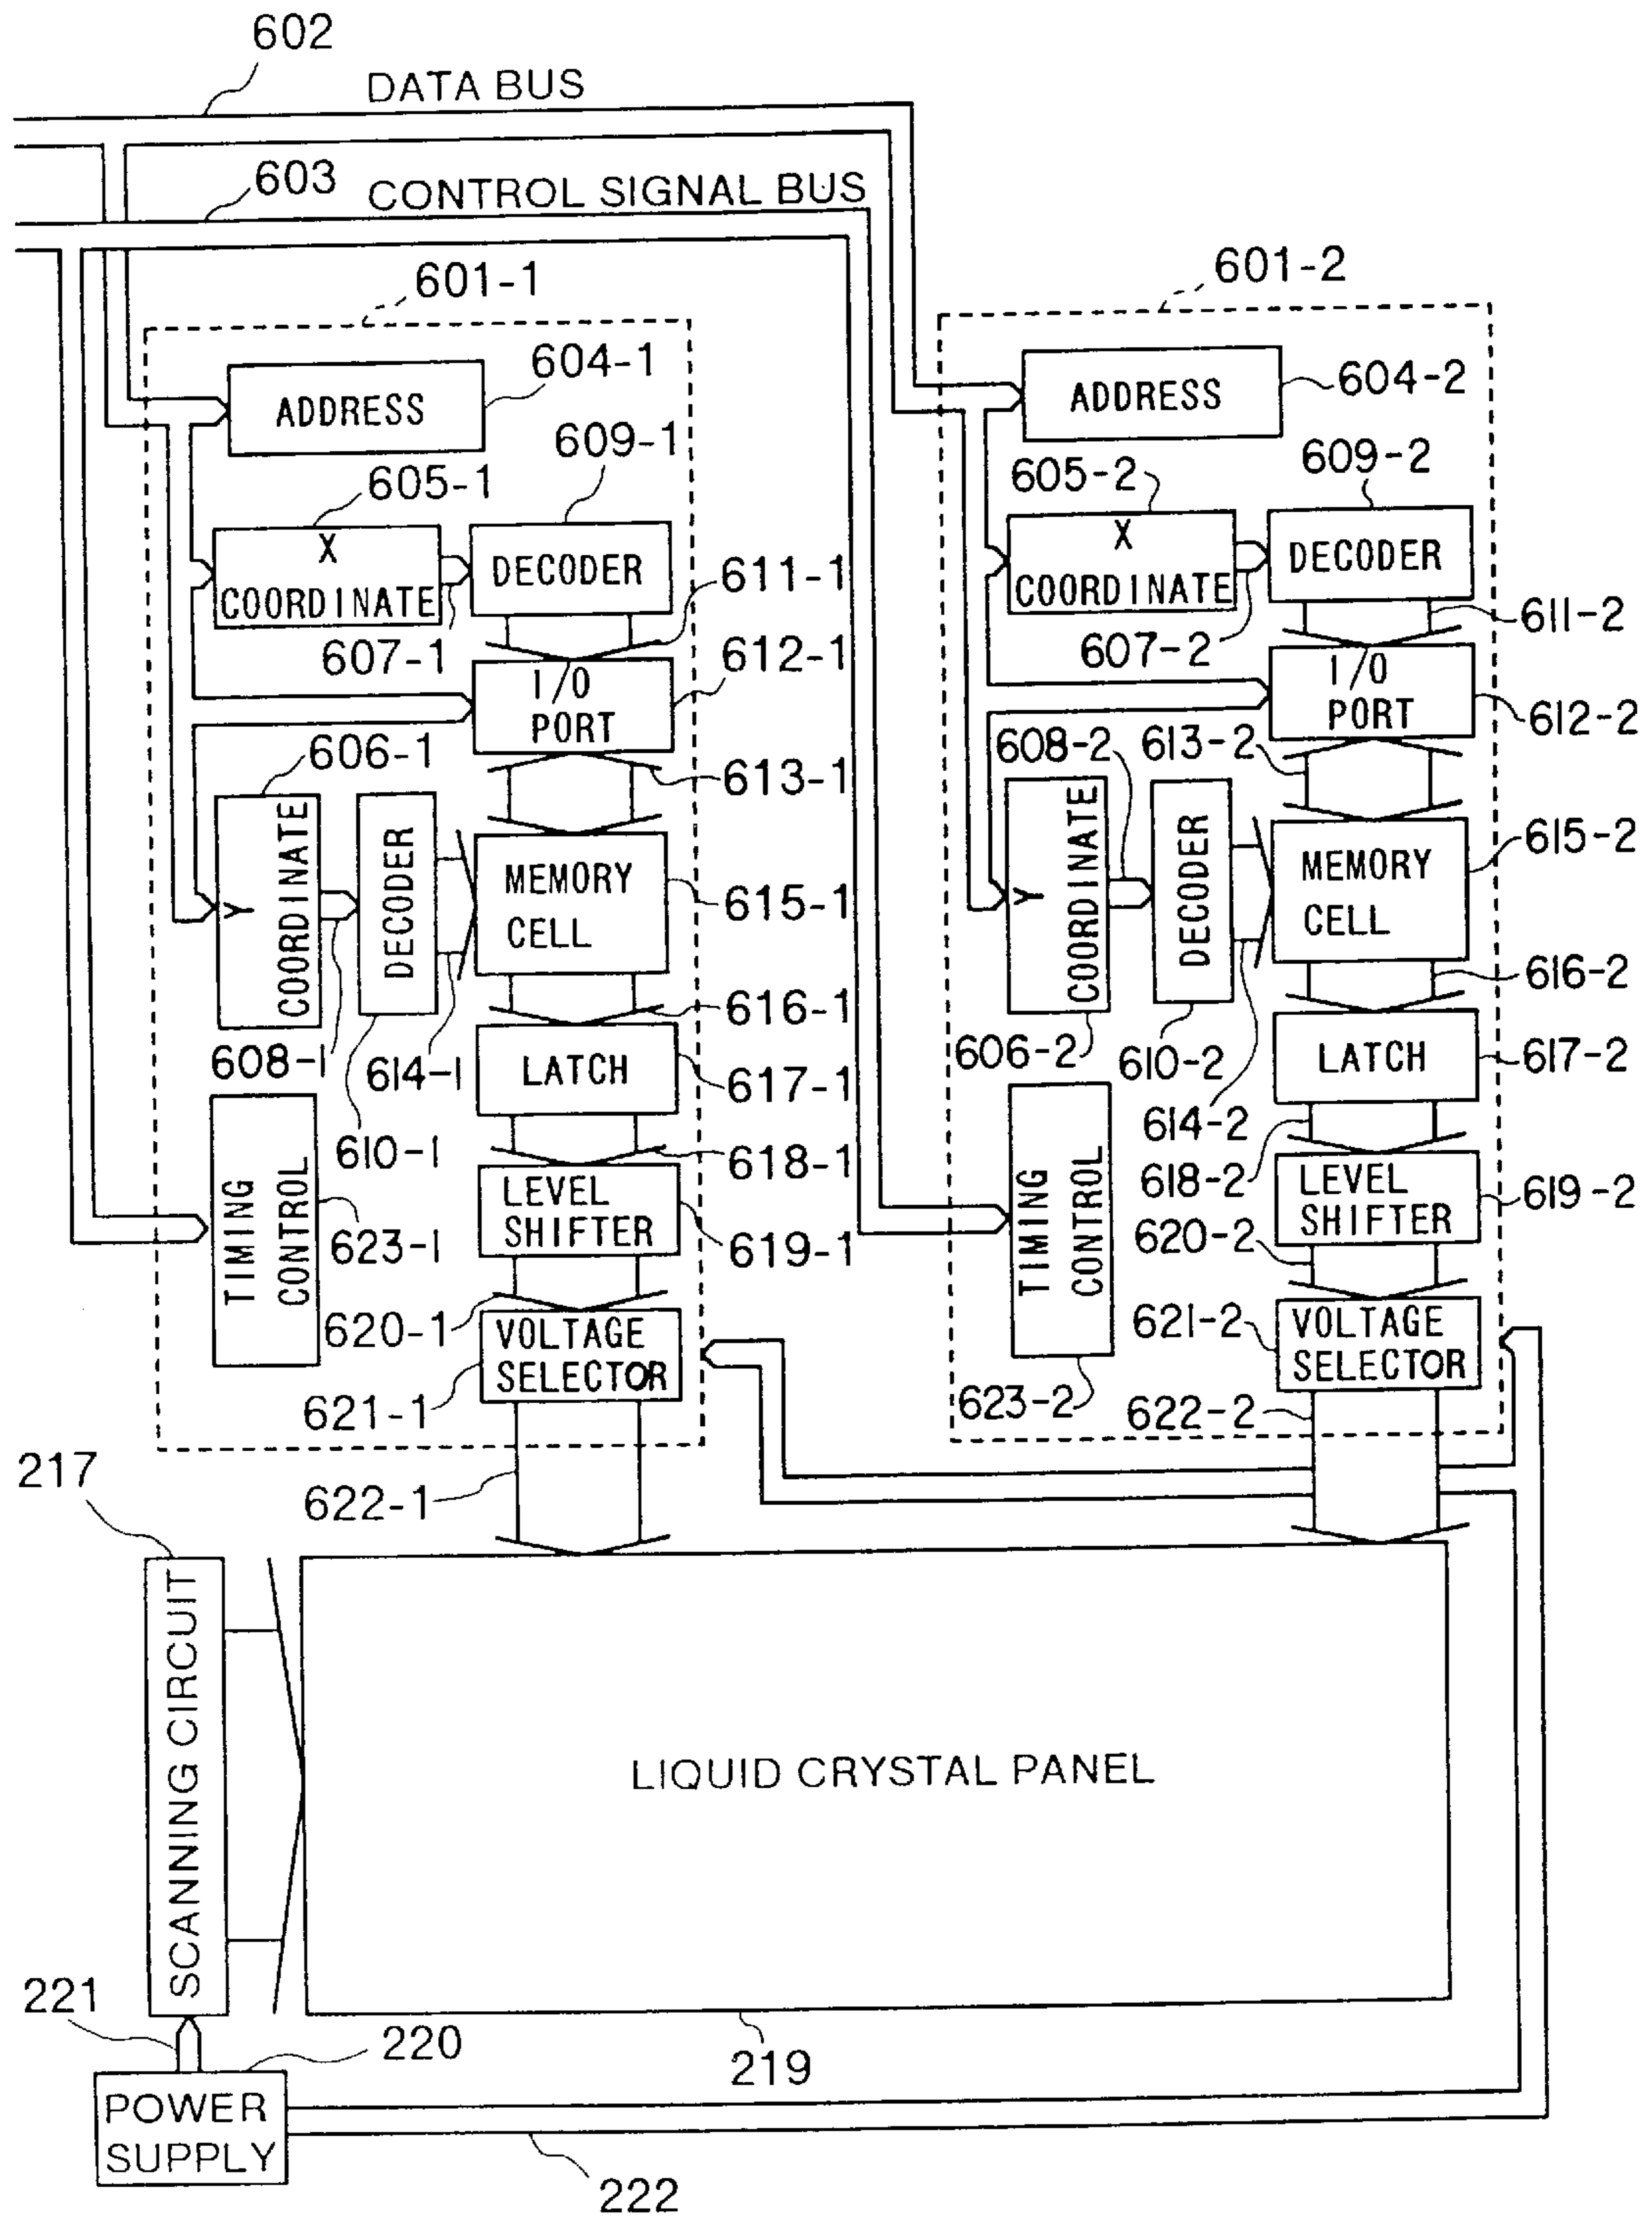 602
DATA BUS
603
CONTROL SIGNAL BUS
601-1
601-2
604-1
ADDRESS
604-2
ADDRESS
609-1
605-1
609-2
605-2
X
COORDINATE
DECODER
X
COORDINATE
DECODER
611-1
611-2
607-1
607-2
612-1
I/O
PORT
I/O
PORT
612-2
606-1
613-1
608-2
613-2
Y
COORDINATE
DECODER
MEMORY
CELL
615-1
Y
COORDINATE
DECODER
MEMORY
CELL
615-2
616-1
616-2
608-1
614-1
606-2
610-2
LATCH
617-1
LATCH
617-2
610-1
618-1
614-2
618-2
TIMING
CONTROL
623-1
LEVEL
SHIFTER
619-1
TIMING
CONTROL
LEVEL
SHIFTER
619-2
620-2
620-1
VOLTAGE
SELECTOR
621-2
VOLTAGE
SELECTOR
621-1
623-2
622-2
217
622-1
SCANNING CIRCUIT
LIQUID CRYSTAL PANEL
221
220
219
POWER
SUPPLY
222